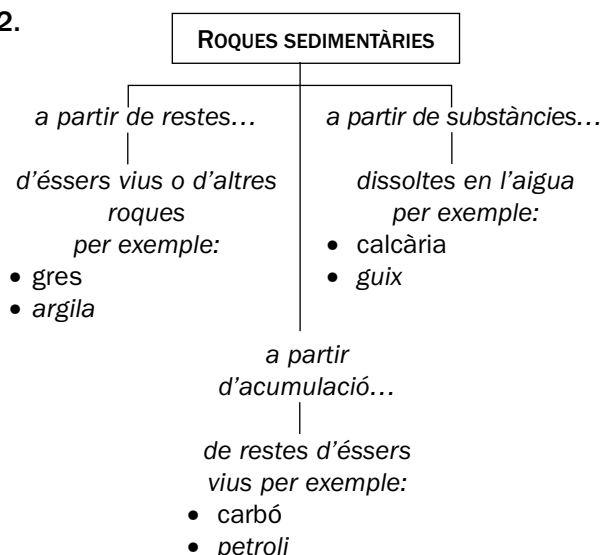 2.
ROQUES SEDIMENTÀRIES
a partir de restes…
d'éssers vius o d'altres
roques
per exemple:
• gres
• argila
a partir de substàncies…
dissoltes en l'aigua
per exemple:
• calcària
• guix
a partir
d'acumulació…
de restes d'éssers
vius per exemple:
• carbó
• petroli